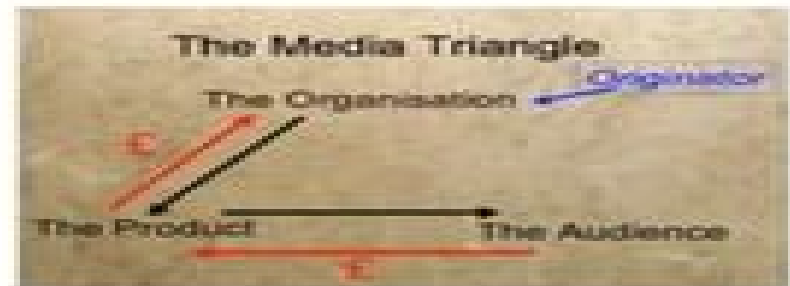 The Media Triangle
Originator
The Organisation
€
The Product
The Audience
€